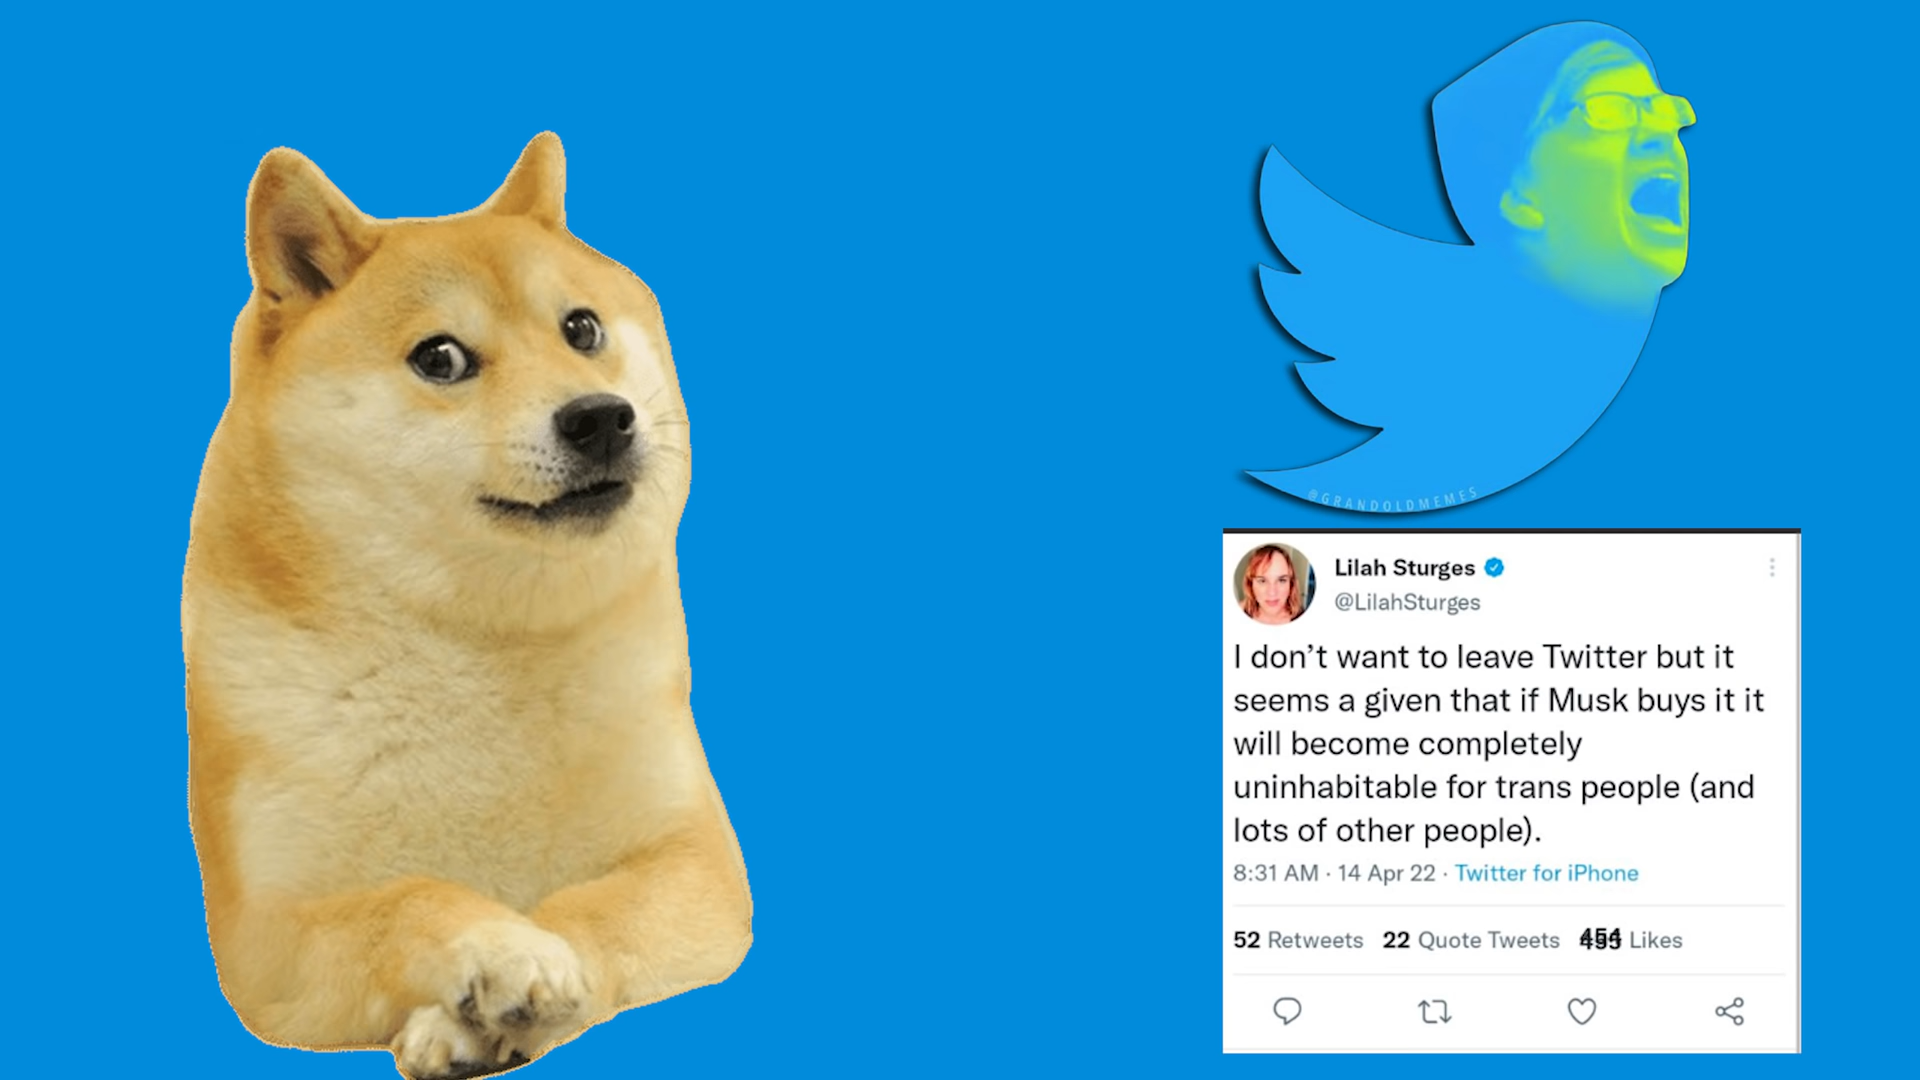 @GRANDOLDMEMES
Lilah Sturges
@LilahSturges
I don’t want to leave Twitter but it
seems a given that if Musk buys it it
will become completely
uninhabitable for trans people (and
lots of other people).
8:31 AM · 14 Apr 22 · Twitter for iPhone
52 Retweets 22 Quote Tweets Likes